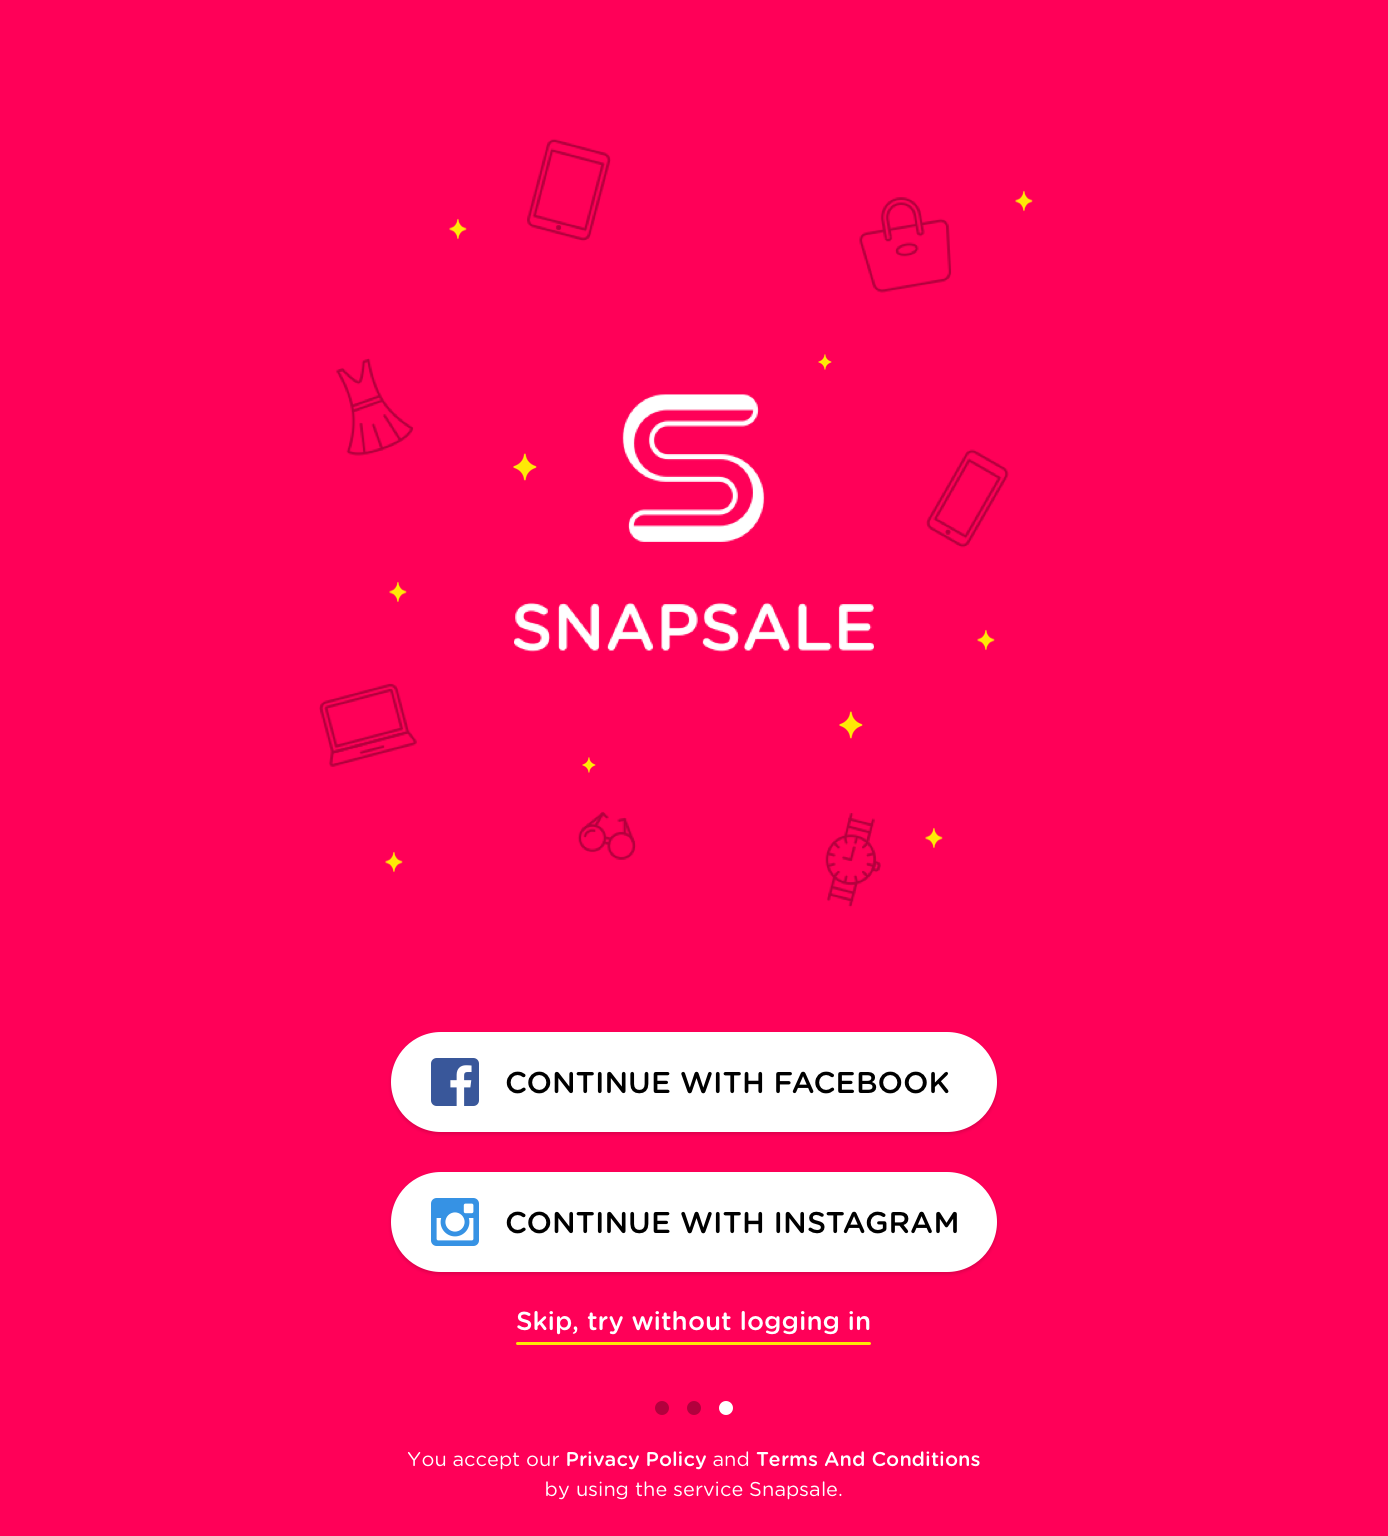 SNAPSALE
CONTINUE WITH FACEBOOK
CONTINUE WITH INSTAGRAM
Skip, try without logging in
You accept our Privacy Policy and Terms And Conditions
by using the service Snapsale.